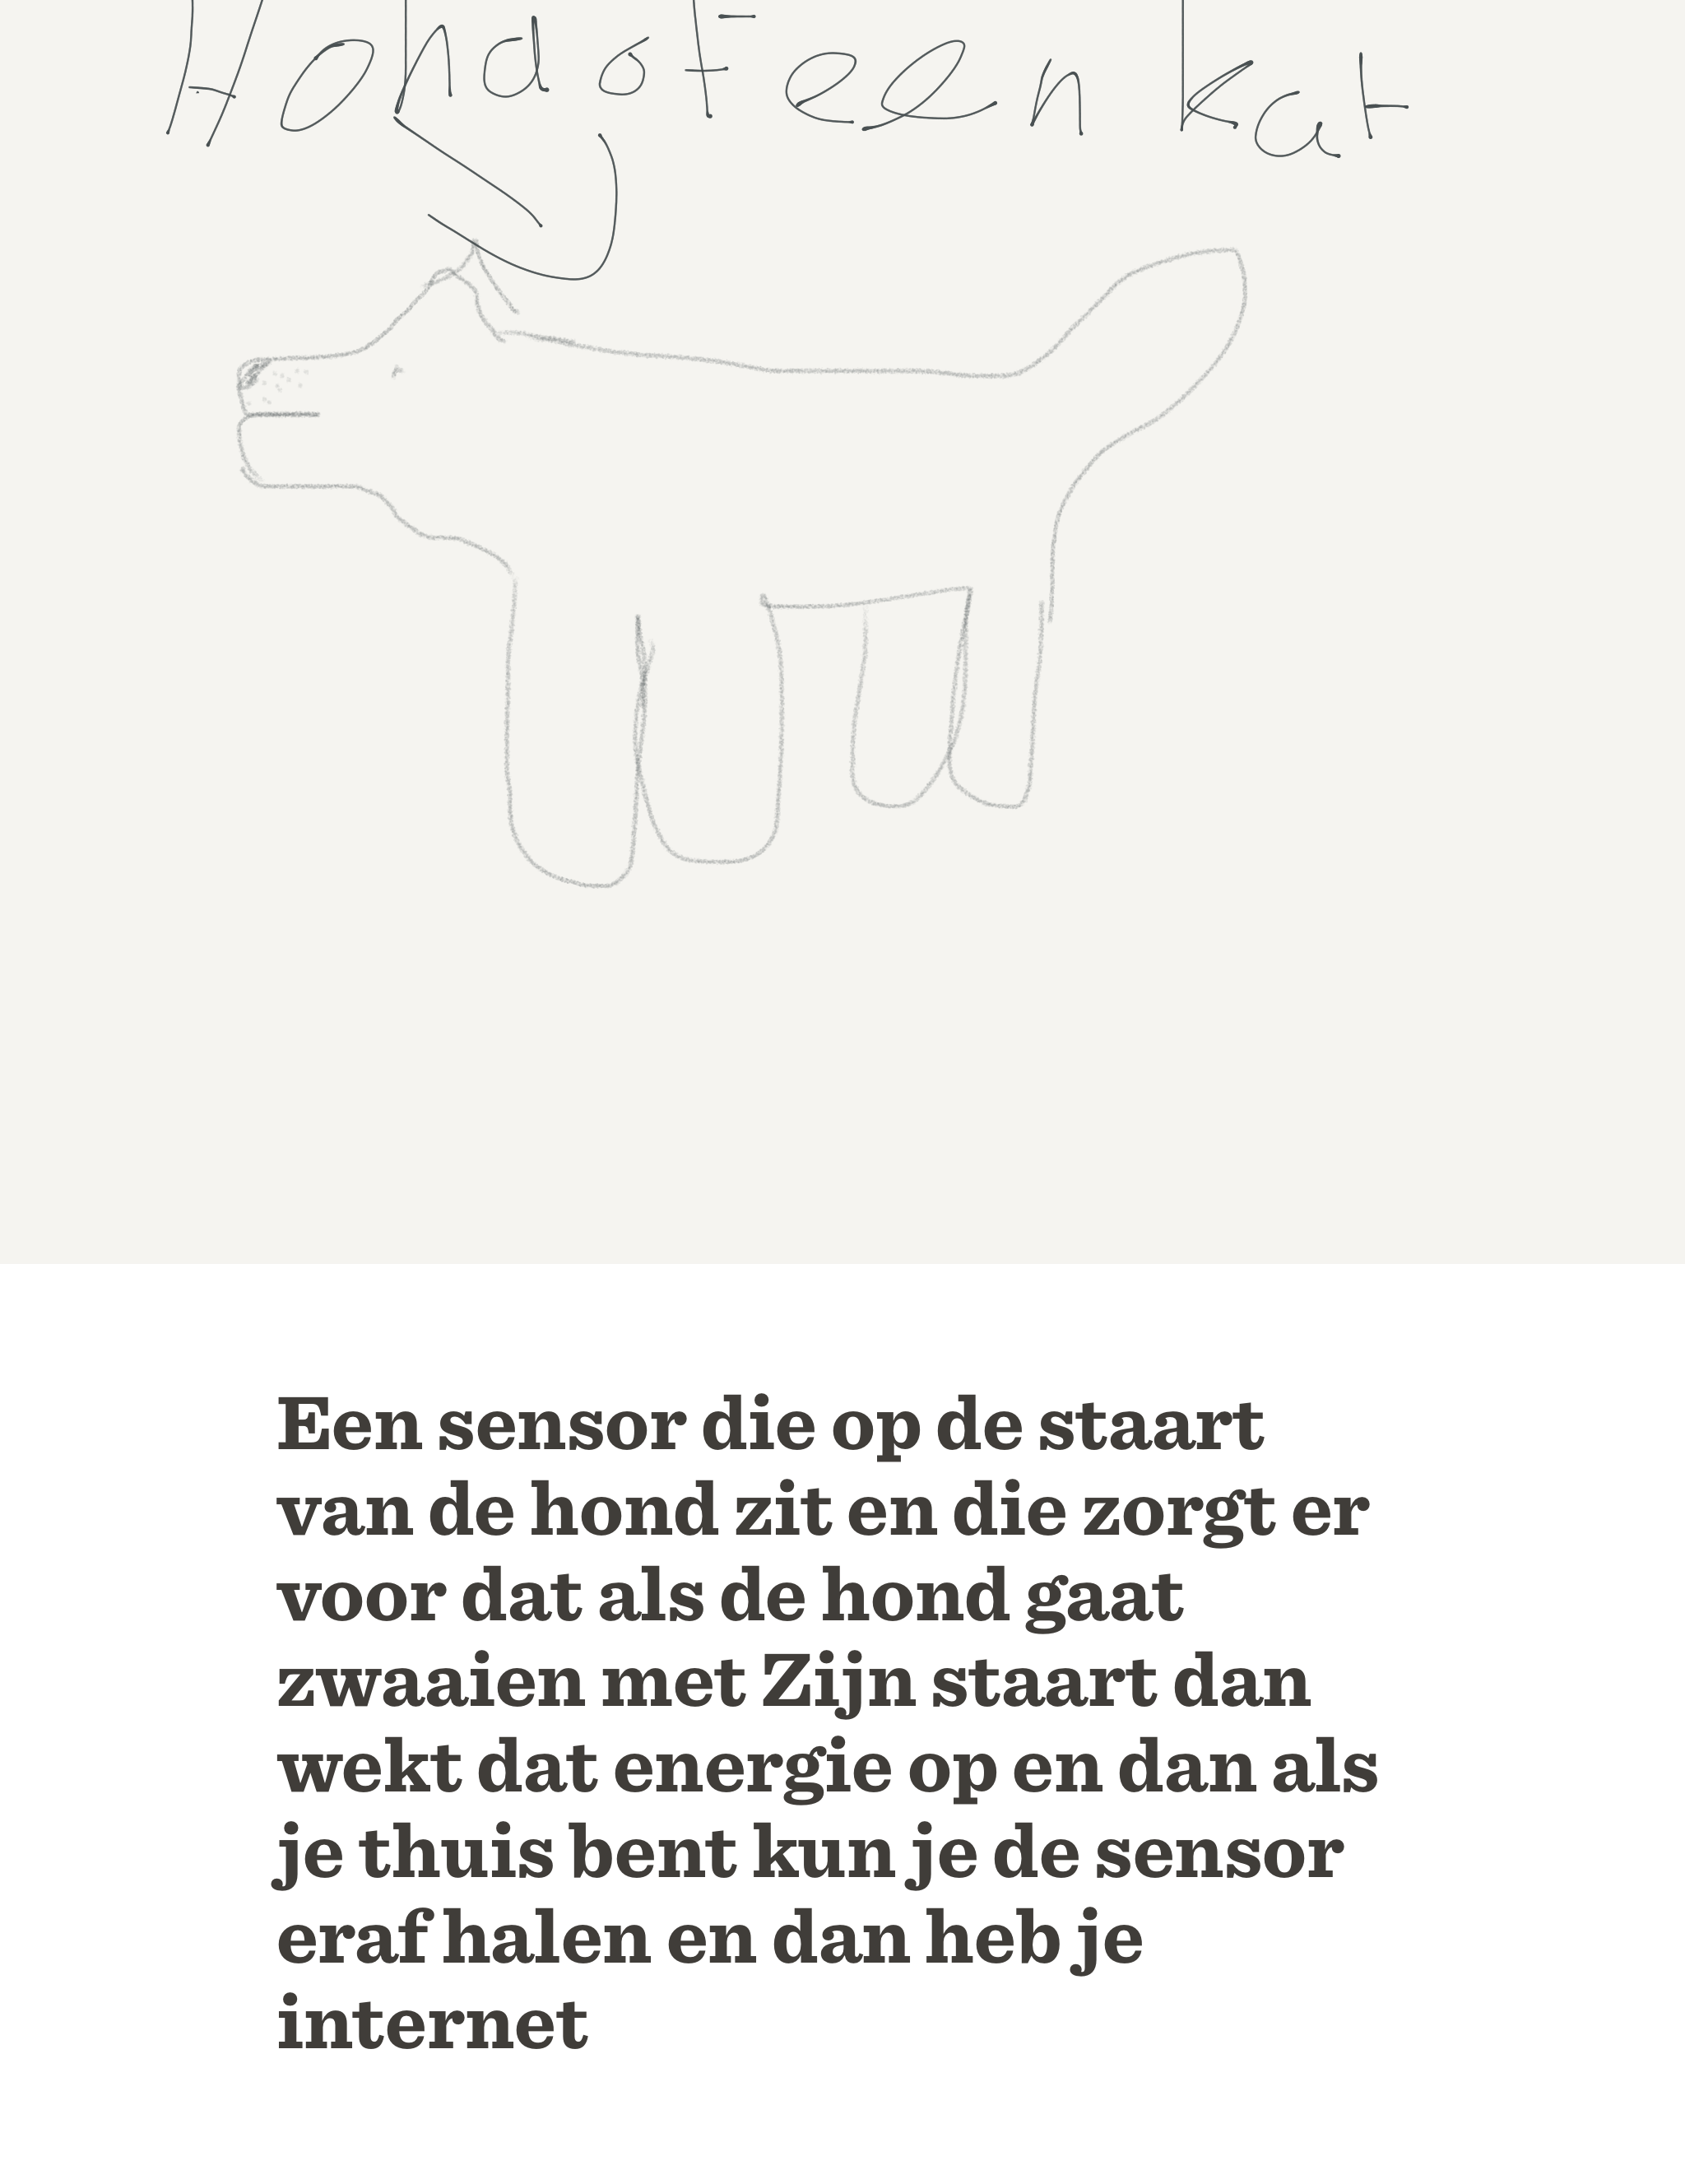 Hond of een kat
Een sensor die op de staart
van de hond zit en die zorgt er
voor dat als de hond gaat
zwaaien met Zijn staart dan
wekt dat energie op en dan als
je thuis bent kun je de sensor
eraf halen en dan heb je
internet